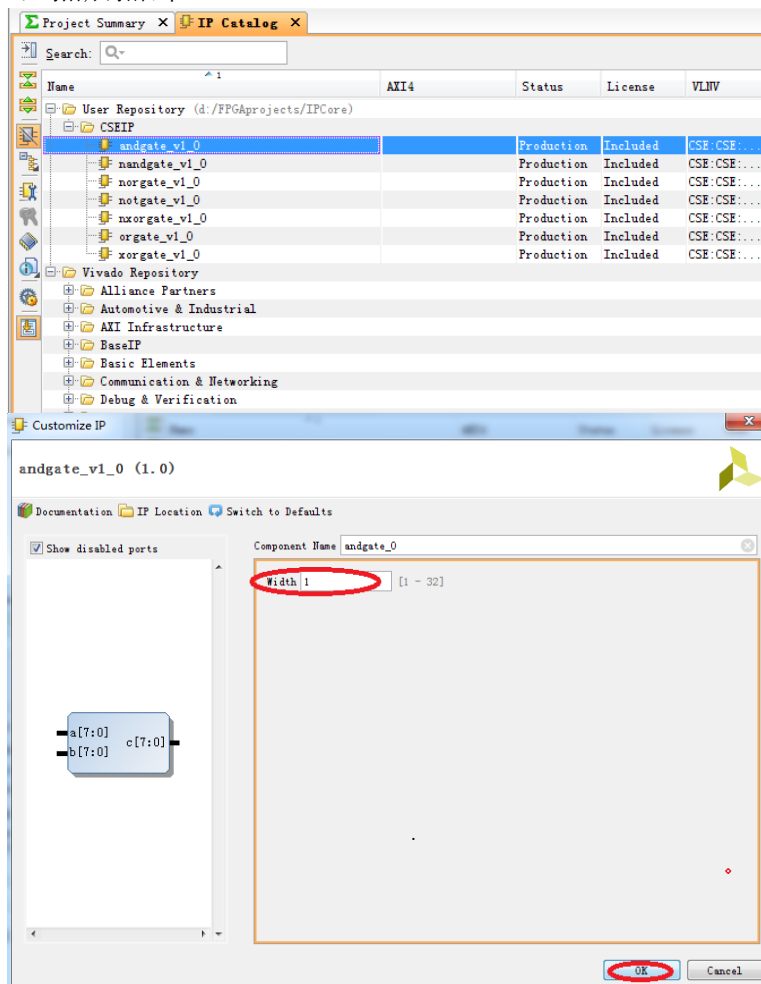 Project Summary × IP Catalog ×
Search:
Name 1 AXI4 Status License VLNV
User Repository (d:/FPGAprojects/IPCore)
CSEIP
andgate_v1_0 Production Included CSE:CSE:...
nandgate_v1_0 Production Included CSE:CSE:...
norgate_v1_0 Production Included CSE:CSE:...
notgate_v1_0 Production Included CSE:CSE:...
nxorgate_v1_0 Production Included CSE:CSE:...
orgate_v1_0 Production Included CSE:CSE:...
xorgate_v1_0 Production Included CSE:CSE:...
Vivado Repository
Alliance Partners
Automotive & Industrial
AXI Infrastructure
BaseIP
Basic Elements
Communication & Networking
Debug & Verification
Customize IP
andgate_v1_0 (1.0)
Documentation IP Location Switch to Defaults
Show disabled ports
Component Name andgate_0
Width 1 [1 - 32]
a[7:0]
c[7:0]
b[7:0]
OK Cancel